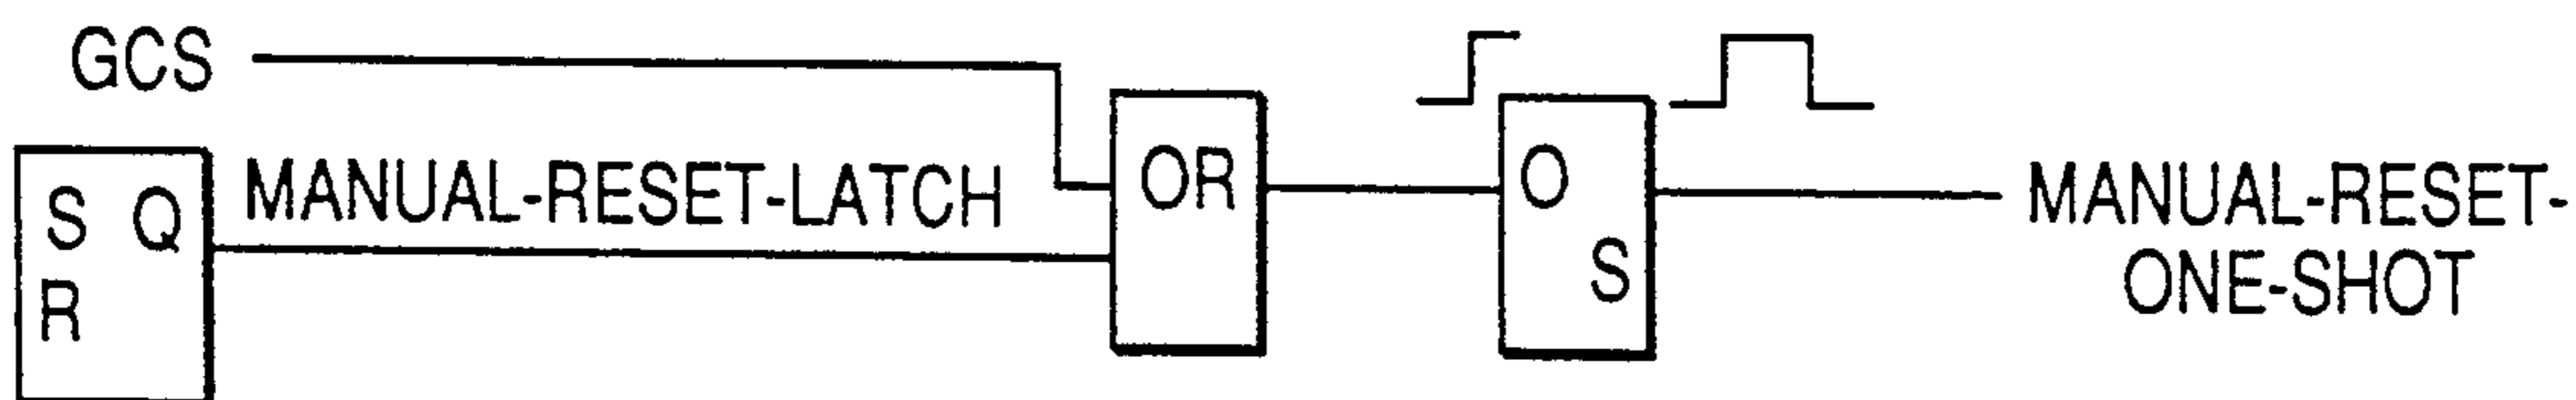 GCS
S Q
R
MANUAL-RESET-LATCH
OR
O
S
MANUAL-RESET-
ONE-SHOT